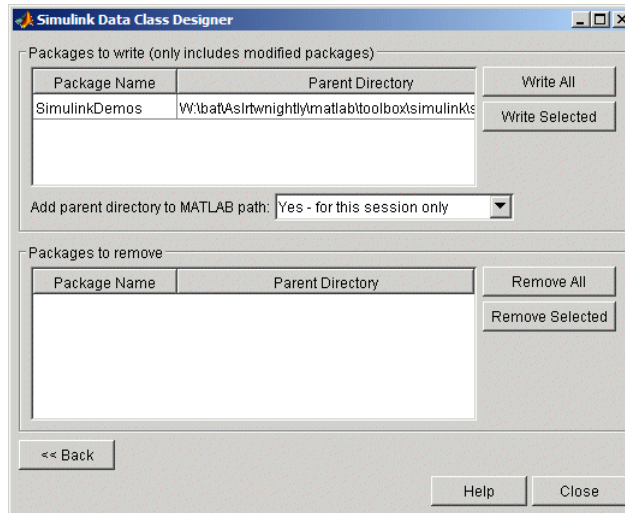 Simulink Data Class Designer
Packages to write (only includes modified packages)
Package Name Parent Directory
SimulinkDemos W:\bat\Aslrtwnightly\matlab\toolbox\simulink\s
Write All
Write Selected
Add parent directory to MATLAB path: Yes - for this session only
Packages to remove
Package Name Parent Directory
Remove All
Remove Selected
<< Back
Help Close